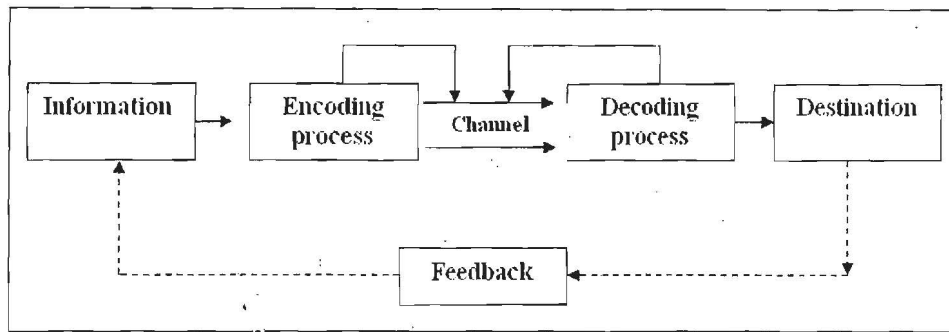 Information
Encoding
process
Channel
Decoding
process
Destination
Feedback